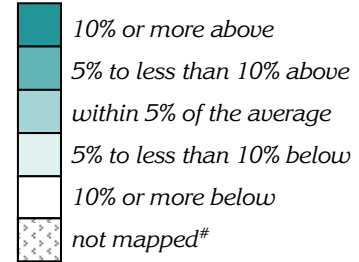 10% or more above
5% to less than 10% above
within 5% of the average
5% to less than 10% below
10% or more below
not mapped#